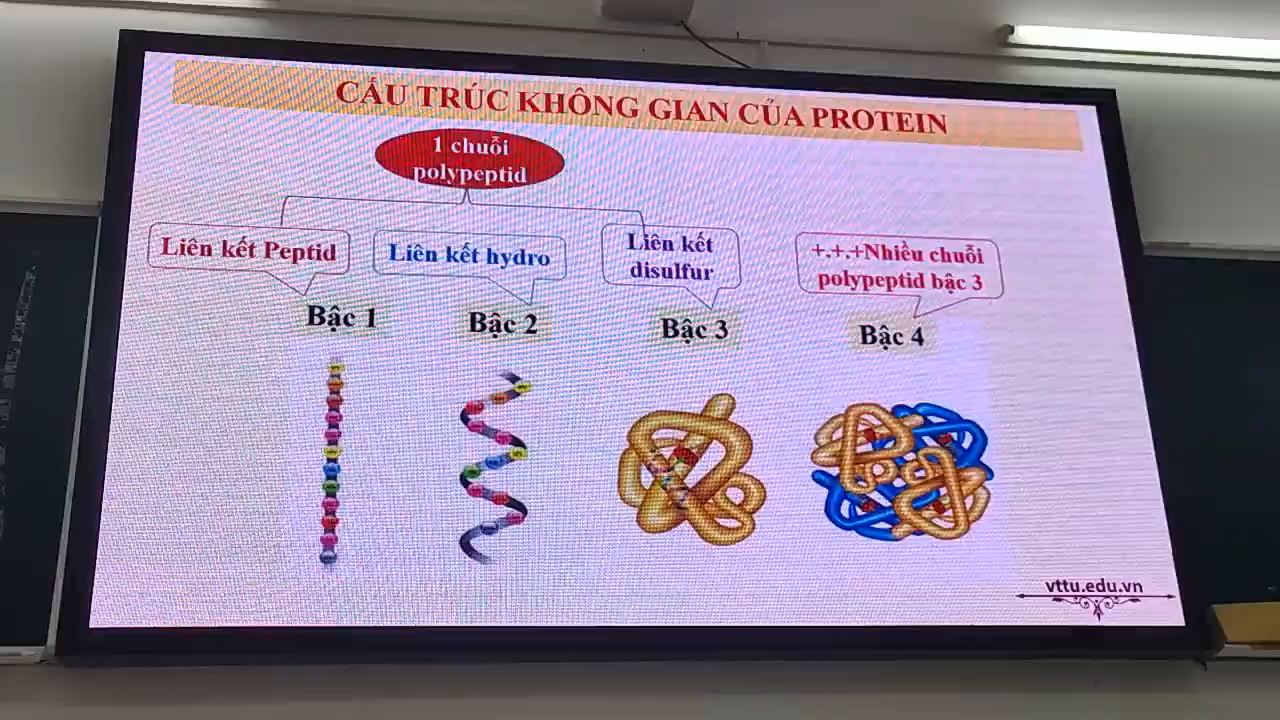 CẤU TRÚC KHÔNG GIAN CỦA PROTEIN
1 chuỗi
polypeptid
Liên kết Peptid
Liên kết hydro
Liên kết
disulfur
+.+.+Nhiều chuỗi
polypeptid bậc 3
Bậc 1
Bậc 2
Bậc 3
Bậc 4
vttu.edu.vn